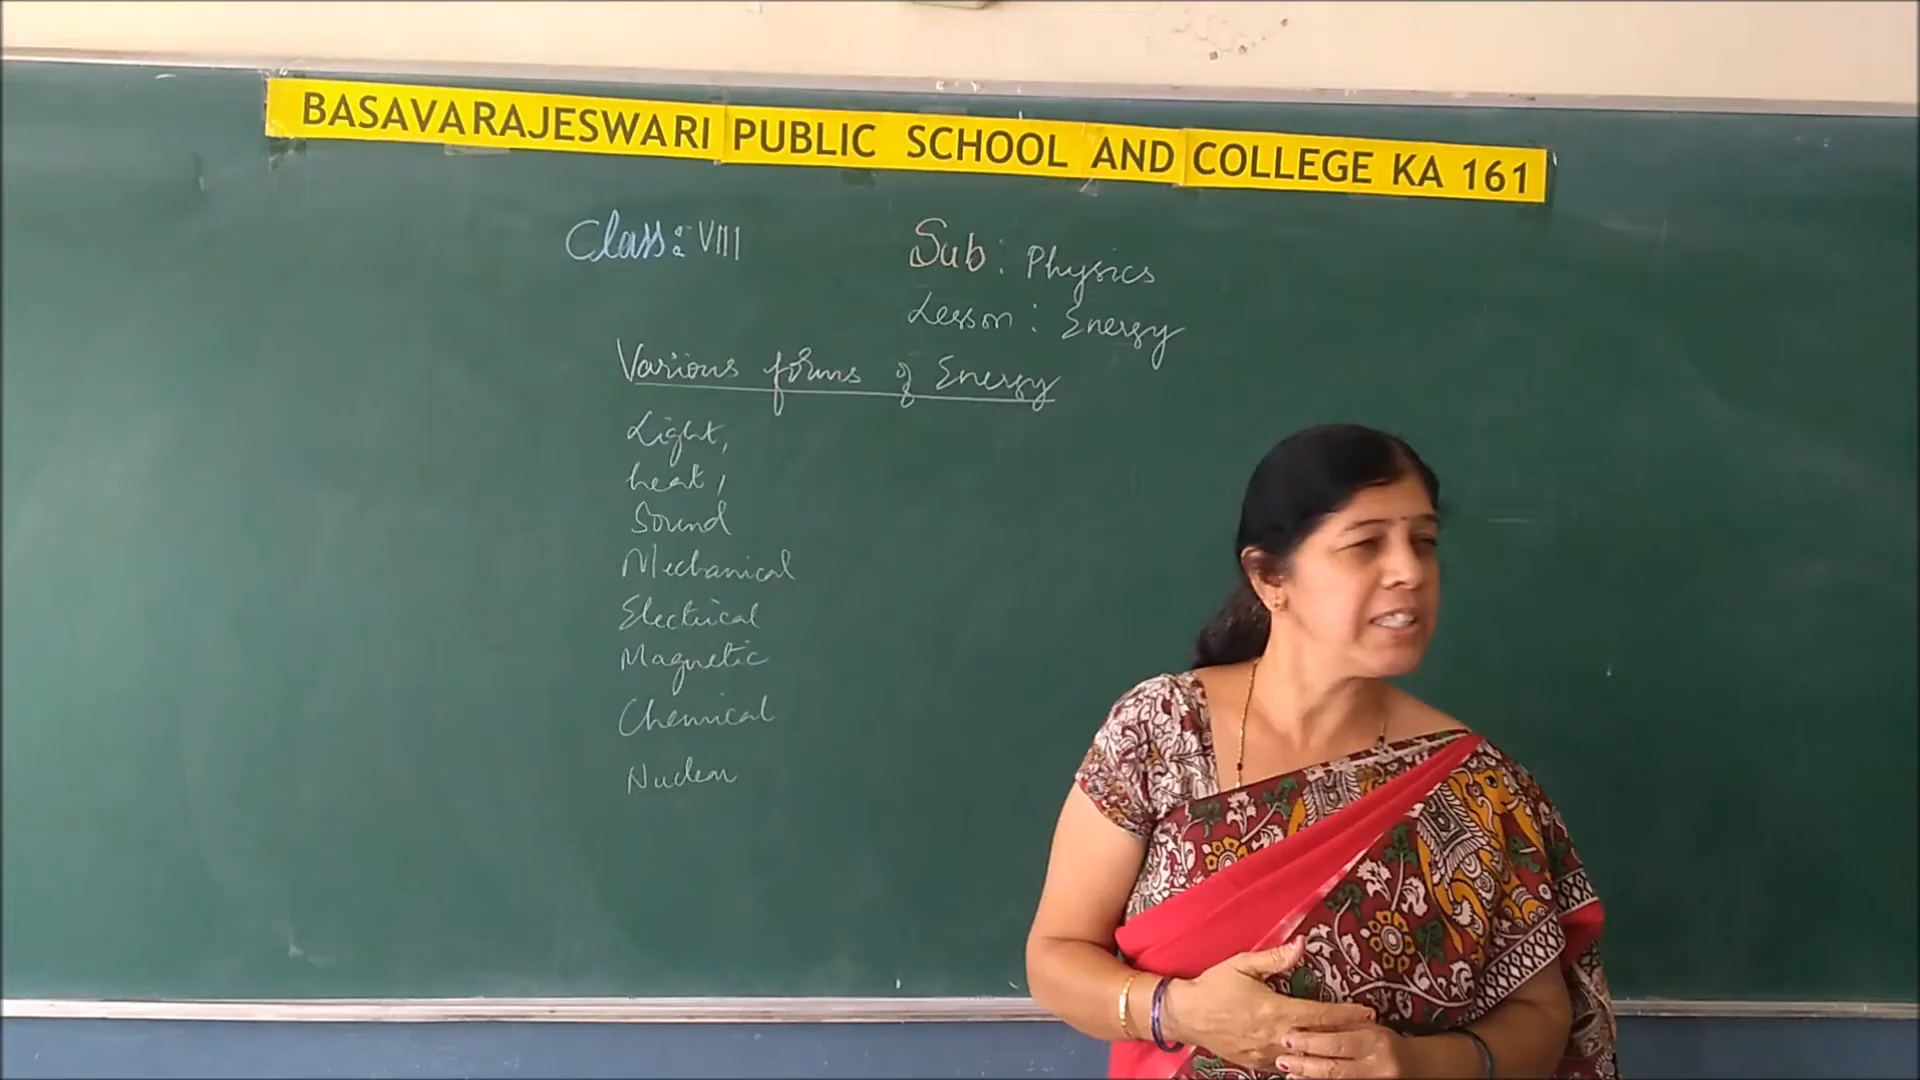 BASAVARAJESWARI PUBLIC SCHOOL AND COLLEGE KA 161
Class: VIII Sub: Physics
Lesson: Energy
Various forms of Energy
Light,
heat,
Sound
Mechanical
Electrical
Magnetic
Chemical
Nuclear